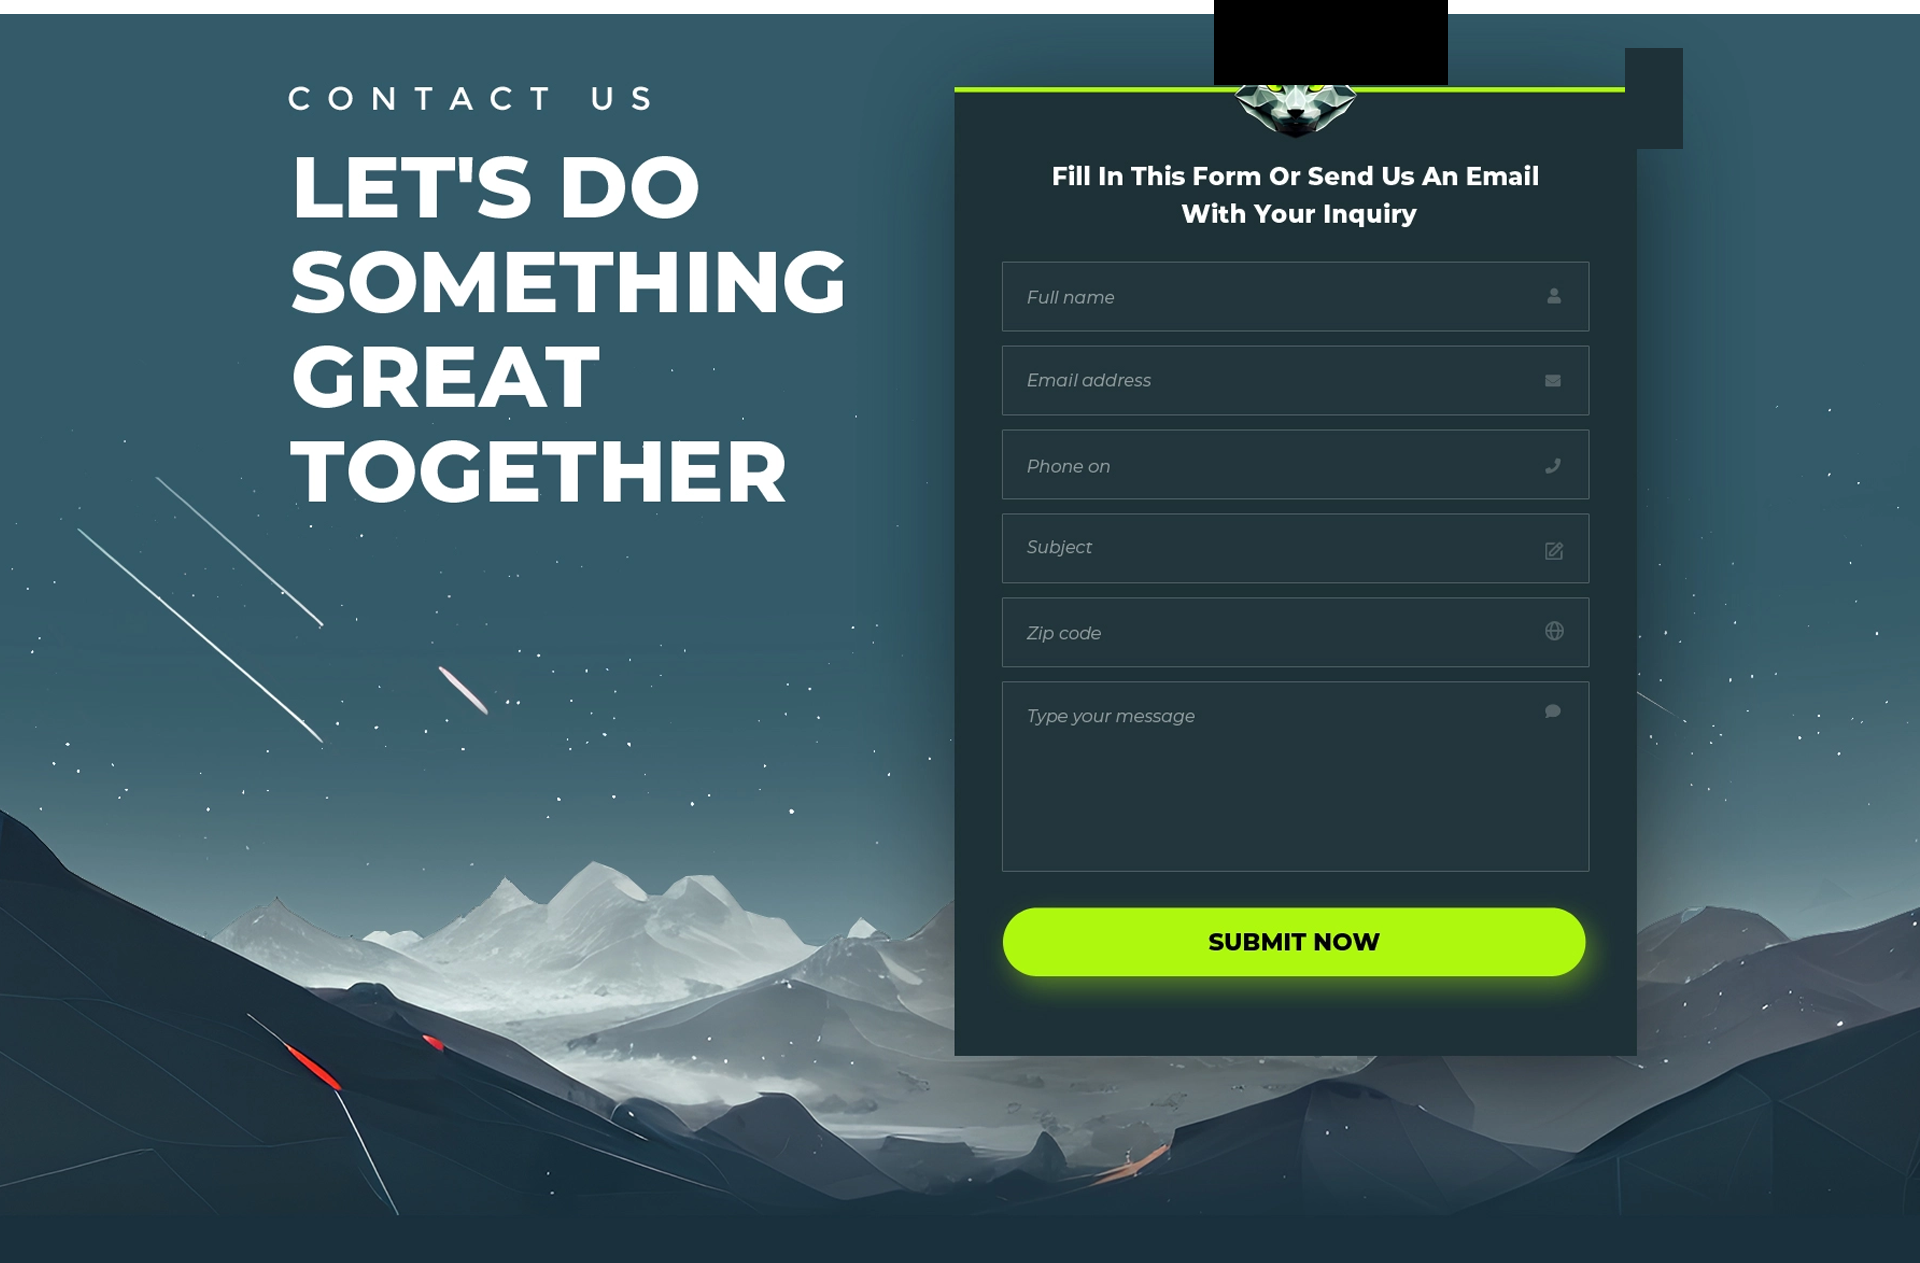 CONTACT US
LET'S DO
SOMETHING
GREAT
TOGETHER
Fill In This Form Or Send Us An Email
With Your Inquiry
Full name
Email address
Phone on
Subject
Zip code
Type your message
SUBMIT NOW